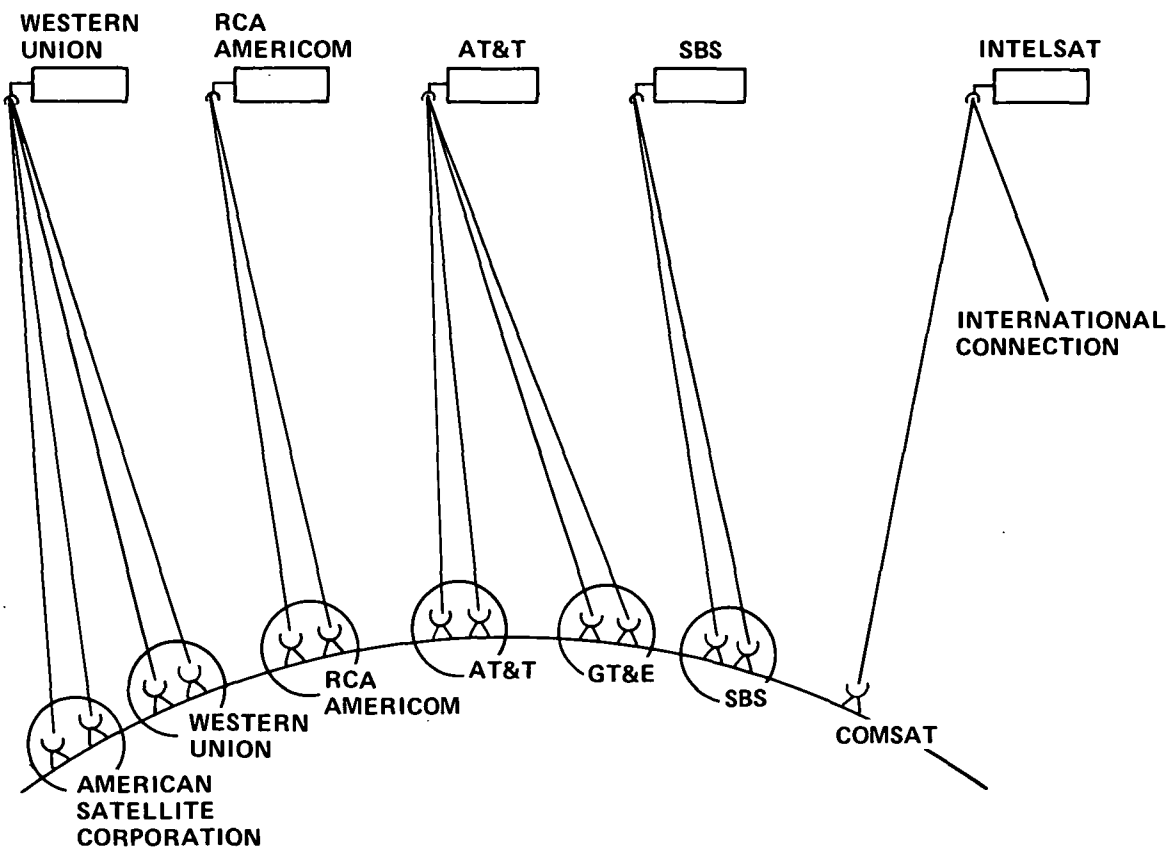 WESTERN
UNION
RCA
AMERICOM
AT&T
SBS
INTELSAT
INTERNATIONAL
CONNECTION
AMERICAN
SATELLITE
CORPORATION
WESTERN
UNION
RCA
AMERICOM
AT&T
GT&E
SBS
COMSAT